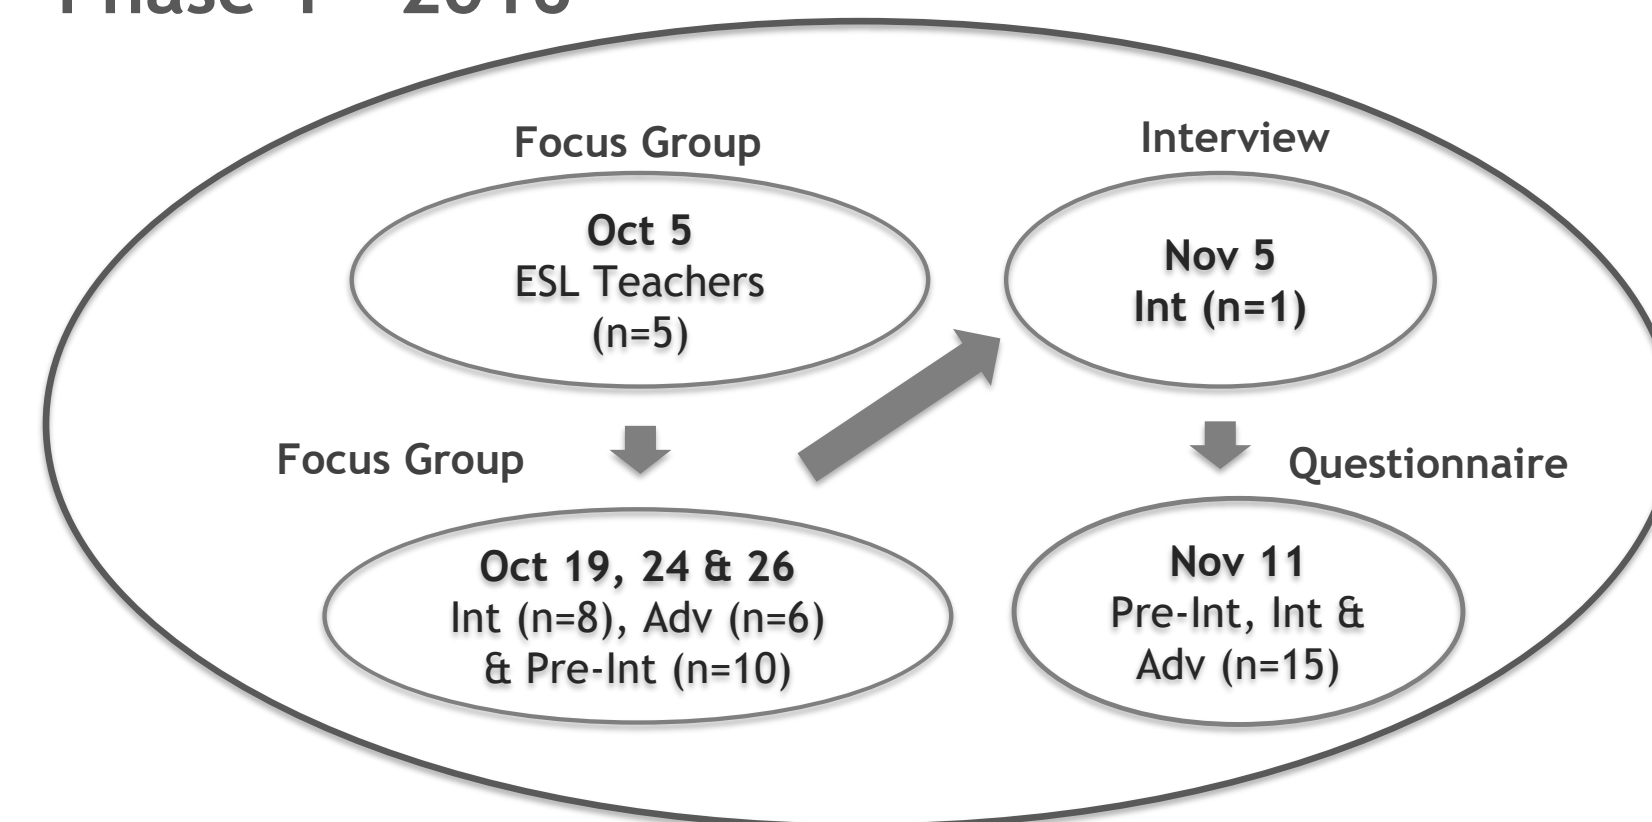 Focus Group
Oct 5
ESL Teachers
(n=5)
Focus Group
Oct 19, 24 & 26
Int (n=8), Adv (n=6)
& Pre-Int (n=10)
Interview
Nov 5
Int (n=1)
Questionnaire
Nov 11
Pre-Int, Int &
Adv (n=15)